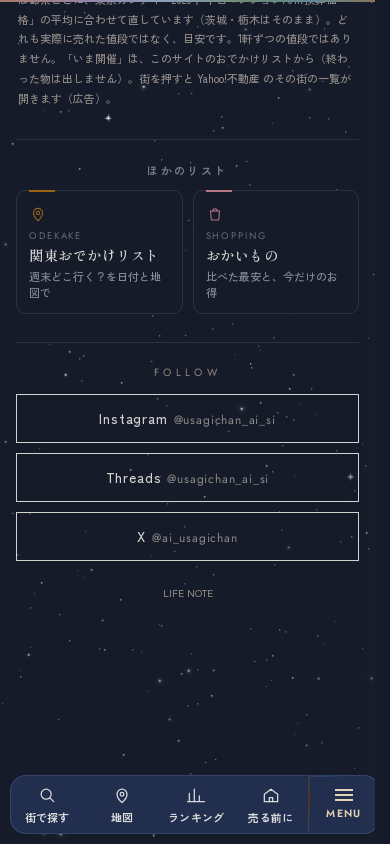 格」の平均に合わせて直しています（茨城・栃木はそのまま）。ど
れも実際に売れた値段ではなく、目安です。1軒ずつの値段ではあり
ません。「いま開催」は、このサイトのおでかけリストから（終わ
った物は出しません）。街を押すと Yahoo!不動産 のその街の一覧が
開きます（広告）。
ほかのリスト
ODEKAKE
関東おでかけリスト
週末どこ行く？を日付と地
図で
SHOPPING
おかいもの
比べた最安と、今だけのお
得
FOLLOW
Instagram @usagichan_ai_si
Threads @usagichan_ai_si
X @ai_usagichan
LIFE NOTE
街で探す
地図
ランキング
売る前に
MENU